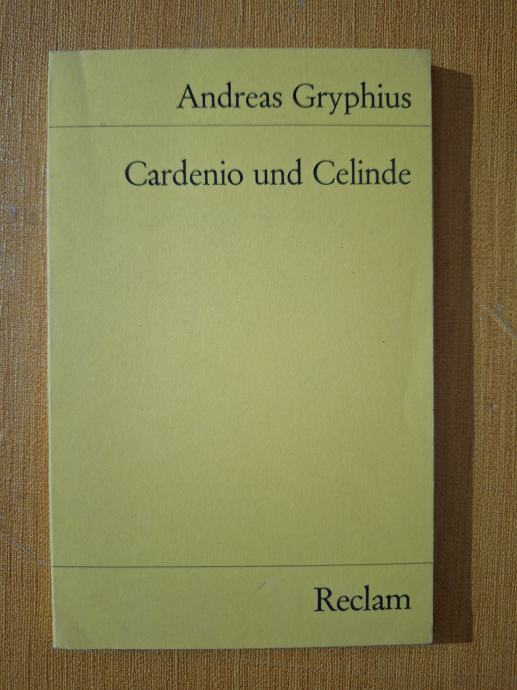 Andreas Gryphius
Cardenio und Celinde
Reclam